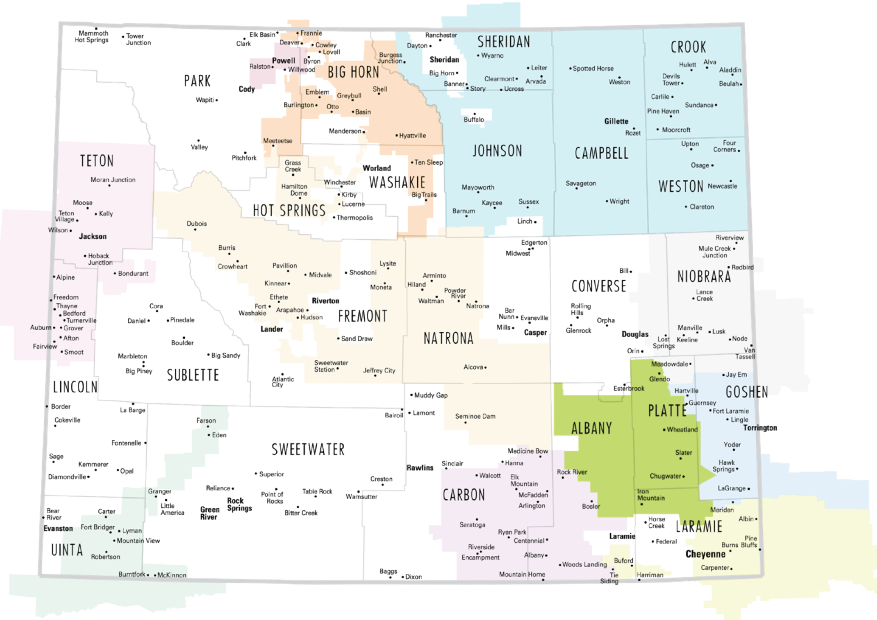 Mammoth
Hot Springs
Tower
Junction
Elk Basin
Clark
Frannie
Deaver
Cowley
Lovell
Byron
Powell
Ralston
Willwood
PARK
Cody
Wapiti
Valley
Pitchfork
Meeteetse
BIG HORN
Burgess
Junction
Emblem
Greybull
Shell
Burlington
Otto
Basin
Manderson
Hyattville
Ranchester
Dayton
SHERIDAN
Sheridan
Wyarno
Big Horn
Leiter
Clearmont
Arvada
Banner
Story
Ucross
Buffalo
JOHNSON
Mayoworth
Kaycee
Sussex
Barnum
Linch
Spotted Horse
Weston
Gillette
Rozet
CAMPBELL
Savageton
Wright
CROOK
Hulett
Alva
Aladdin
Devils
Tower
Beulah
Carlile
Sundance
Pine Haven
Moorcroft
Upton
Four
Corners
Osage
WESTON
Newcastle
Clareton
TETON
Moran Junction
Moose
Teton
Village
Kelly
Wilson
Jackson
Hoback
Junction
Bondurant
Grass
Creek
Hamilton
Dome
HOT SPRINGS
Winchester
Kirby
Lucerne
Thermopolis
Worland
WASHAKIE
Ten Sleep
Big Trails
Dubois
Burris
Crowheart
Pavillion
Midvale
Kinnear
Ethete
Fort
Washakie
Arapahoe
Hudson
Riverton
Lander
Shoshoni
Lysite
Moneta
FREMONT
Sand Draw
Sweetwater
Station
Jeffrey City
Atlantic
City
Arminto
Hiland
Waltman
Powder
River
Natrona
NATRONA
Alcova
Edgerton
Midwest
Bar
Nunn
Evansville
Mills
Casper
CONVERSE
Bill
Rolling
Hills
Glenrock
Orpha
Douglas
Orin
Lost
Springs
Esterbrook
NIOBRARA
Riverview
Mule Creek
Junction
Redbird
Lance
Creek
Manville
Keeline
Lusk
Node
Van
Tassell
Alpine
Freedom
Thayne
Bedford
Turnerville
Auburn
Grover
Afton
Fairview
Smoot
LINCOLN
Border
Cokeville
La Barge
Fontenelle
Sage
Kemmerer
Diamondville
Opal
Cora
Daniel
Pinedale
Boulder
Marbleton
Big Piney
Big Sandy
SUBLETTE
Farson
Eden
SWEETWATER
Superior
Reliance
Point of
Rocks
Table Rock
Green
River
Rock
Springs
Bitter Creek
Wamsutter
Creston
Granger
Little
America
Burntfork
McKinnon
Bear
River
Evanston
Carter
Fort Bridger
Lyman
Mountain View
Robertson
UINTA
Muddy Gap
Bairoil
Lamont
Seminoe Dam
Rawlins
Sinclair
Walcott
Hanna
Medicine Bow
Elk
Mountain
McFadden
Arlington
CARBON
Saratoga
Ryan Park
Riverside
Encampment
Baggs
Dixon
ALBANY
Rock River
Bosler
Centennial
Albany
Laramie
Woods Landing
Mountain Home
Tie
Siding
Buford
Harriman
PLATTE
Meadowdale
Glendo
Hartville
Guernsey
Wheatland
Slater
Chugwater
GOSHEN
Jay Em
Fort Laramie
Lingle
Torrington
Yoder
Hawk
Springs
LaGrange
LARAMIE
Iron
Mountain
Horse
Creek
Federal
Meriden
Albin
Pine
Bluffs
Burns
Cheyenne
Carpenter